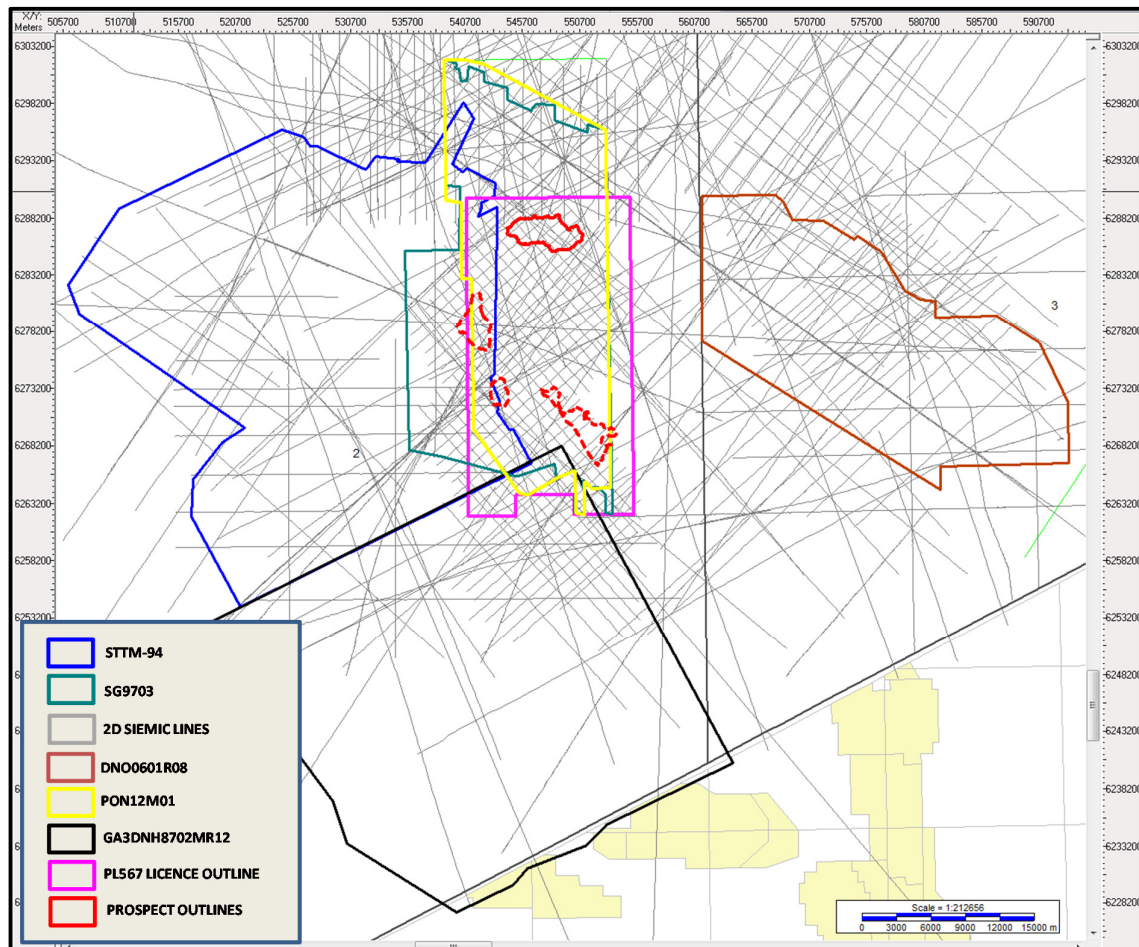 X/Y:
Meters
505700 510700 515700 520700 525700 530700 535700 540700 545700 550700 555700 560700 565700 570700 575700 580700 585700 590700
6303200 6303200
6298200 6298200
6293200 6293200
6288200 6288200
6283200 6283200
3
6278200 6278200
6273200 6273200
6268200 6268200
2
6263200 6263200
6258200 6258200
6253200 6253200
STTM-94
6248200
SG9703
6243200
2D SIEMIC LINES
DNO0601R08
6238200
PON12M01
GA3DNH8702MR12
6233200
PL567 LICENCE OUTLINE
PROSPECT OUTLINES
6228200
Scale = 1:212656
0 3000 6000 9000 12000 15000 m